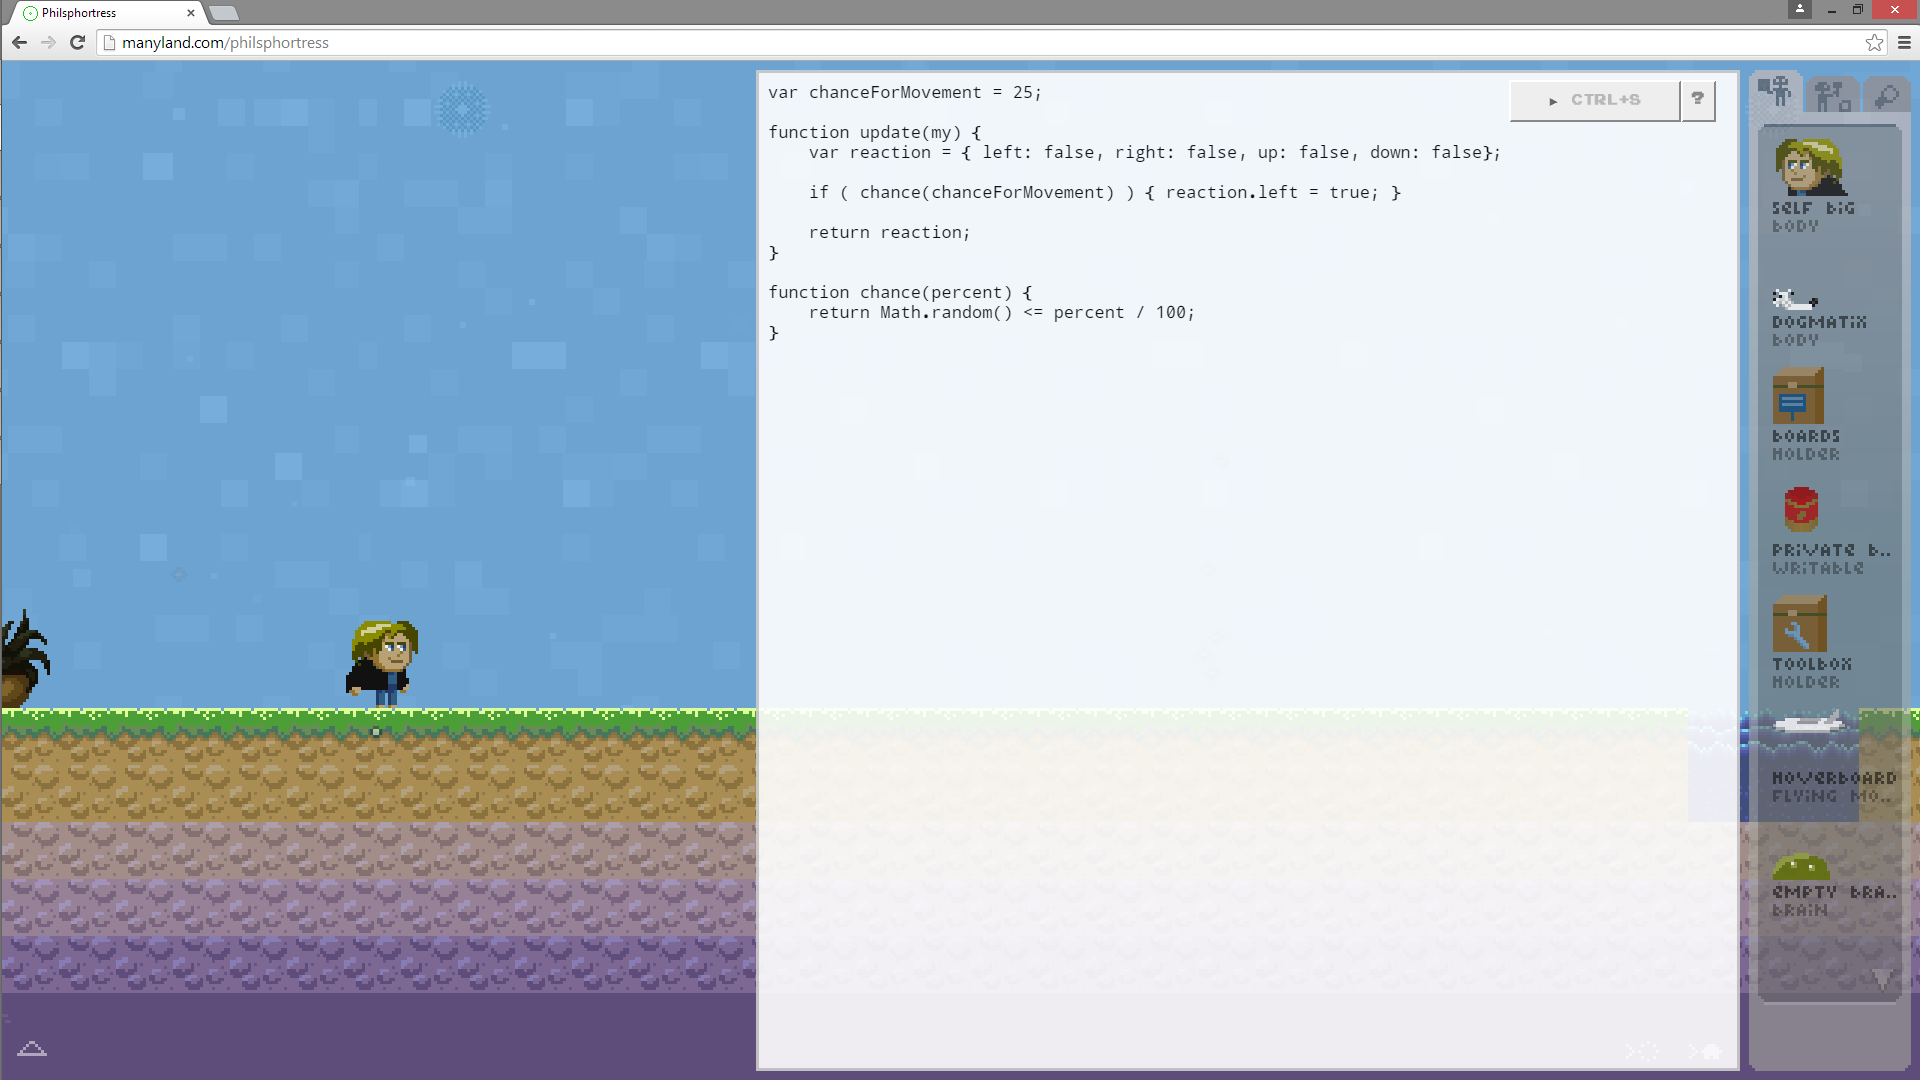 Philsphortress
manyland.com/philsphortress
var chanceForMovement = 25;
function update(my) {
    var reaction = { left: false, right: false, up: false, down: false};
    if ( chance(chanceForMovement) ) { reaction.left = true; }
    return reaction;
}
function chance(percent) {
    return Math.random() <= percent / 100;
}
CTRL+S
?
SELF BIG
BODY
DOGMATIX
BODY
BOARDS
HOLDER
PRIVATE B..
WRITABLE
TOOLBOX
HOLDER
HOVERBOARD
FLYING MO..
EMPTY BRA..
BRAIN